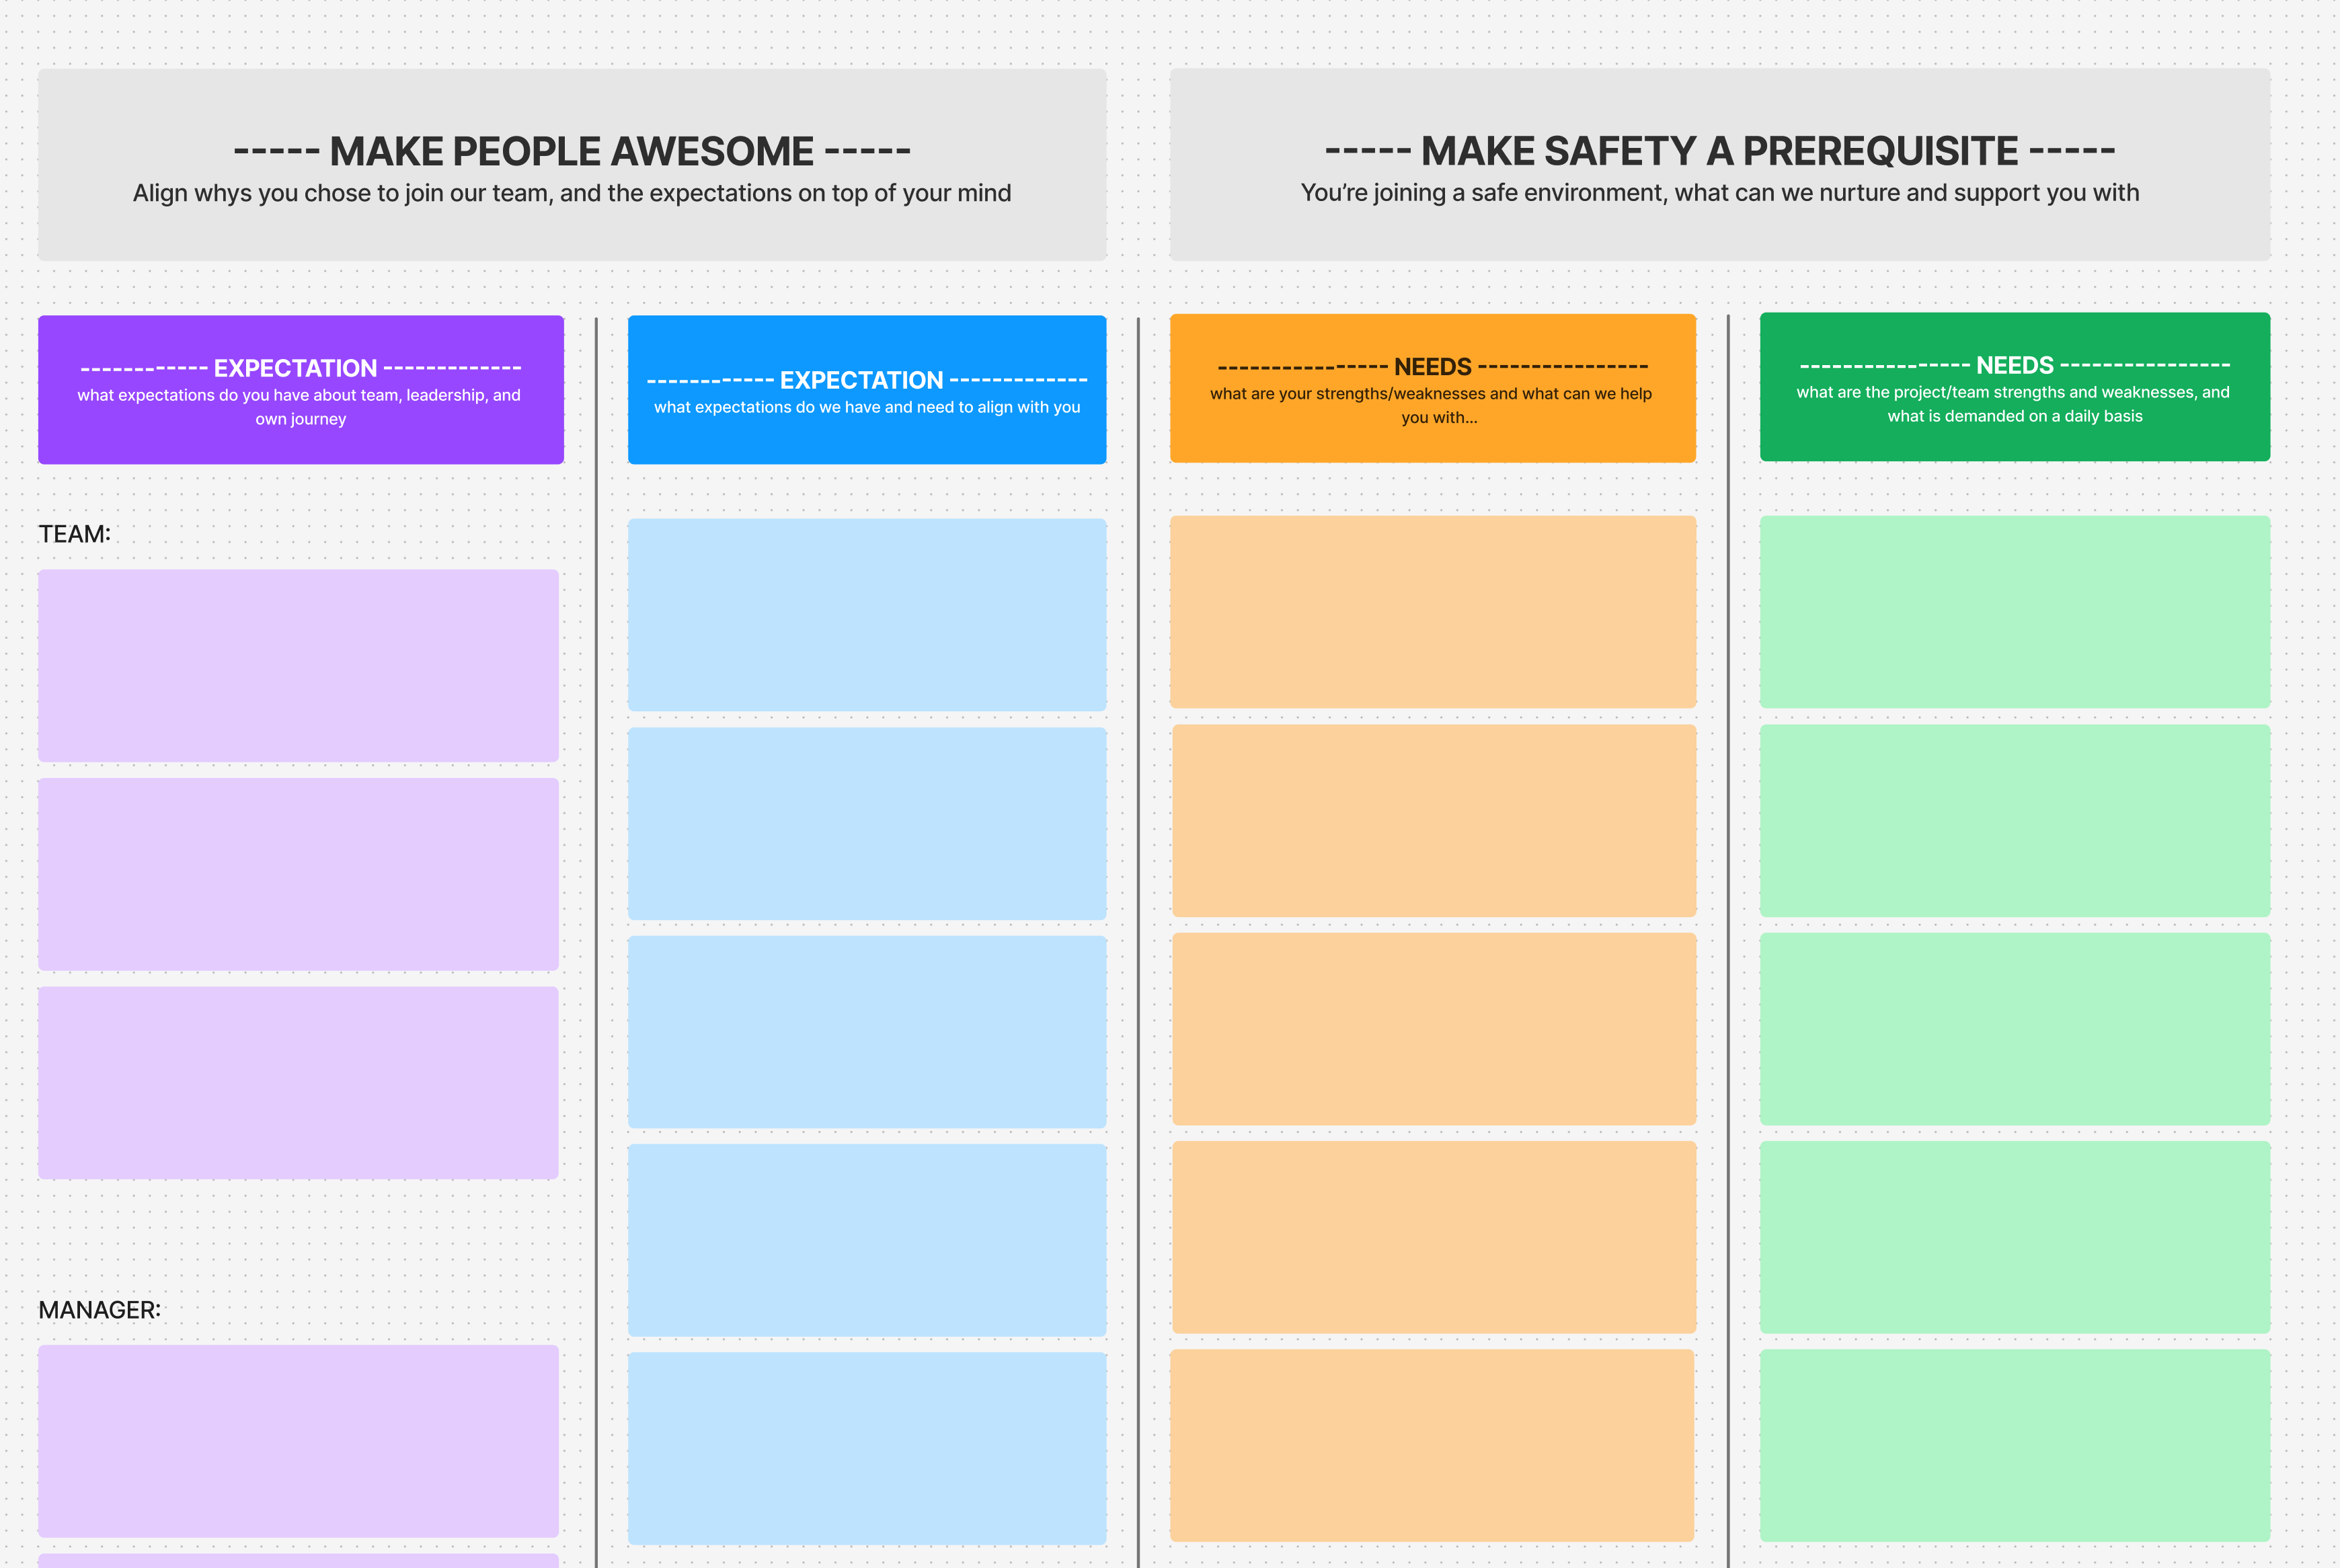 ----- MAKE PEOPLE AWESOME -----
Align whys you chose to join our team, and the expectations on top of your mind
----- MAKE SAFETY A PREREQUISITE -----
You’re joining a safe environment, what can we nurture and support you with
------------ EXPECTATION -------------
what expectations do you have about team, leadership, and
own journey
------------ EXPECTATION -------------
what expectations do we have and need to align with you
---------------- NEEDS ----------------
what are your strengths/weaknesses and what can we help
you with...
---------------- NEEDS ----------------
what are the project/team strengths and weaknesses, and
what is demanded on a daily basis
TEAM:
MANAGER: